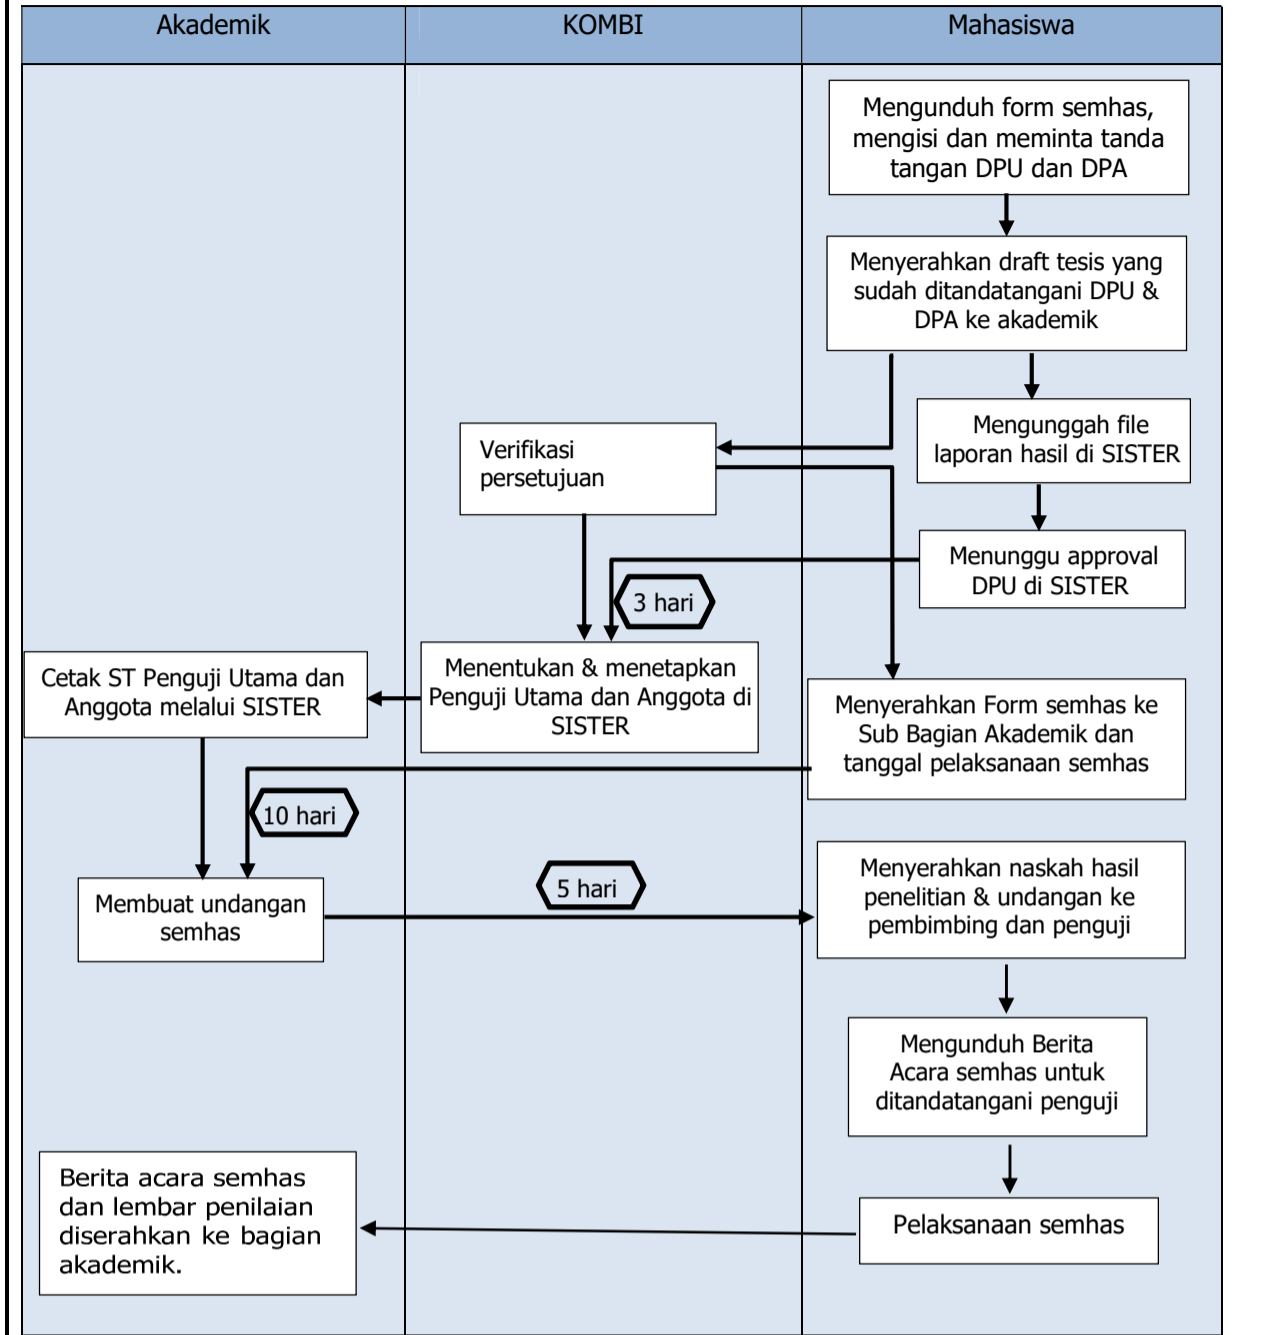 Akademik
KOMBI
Mahasiswa
Mengunduh form semhas,
mengisi dan meminta tanda
tangan DPU dan DPA
Menyerahkan draft tesis yang
sudah ditandatangani DPU &
DPA ke akademik
Mengunggah file
laporan hasil di SISTER
Verifikasi
persetujuan
Menunggu approval
DPU di SISTER
3 hari
Cetak ST Penguji Utama dan
Anggota melalui SISTER
Menentukan & menetapkan
Penguji Utama dan Anggota di
SISTER
Menyerahkan Form semhas ke
Sub Bagian Akademik dan
tanggal pelaksanaan semhas
10 hari
Membuat undangan
semhas
5 hari
Menyerahkan naskah hasil
penelitian & undangan ke
pembimbing dan penguji
Mengunduh Berita
Acara semhas untuk
ditandatangani penguji
Pelaksanaan semhas
Berita acara semhas
dan lembar penilaian
diserahkan ke bagian
akademik.